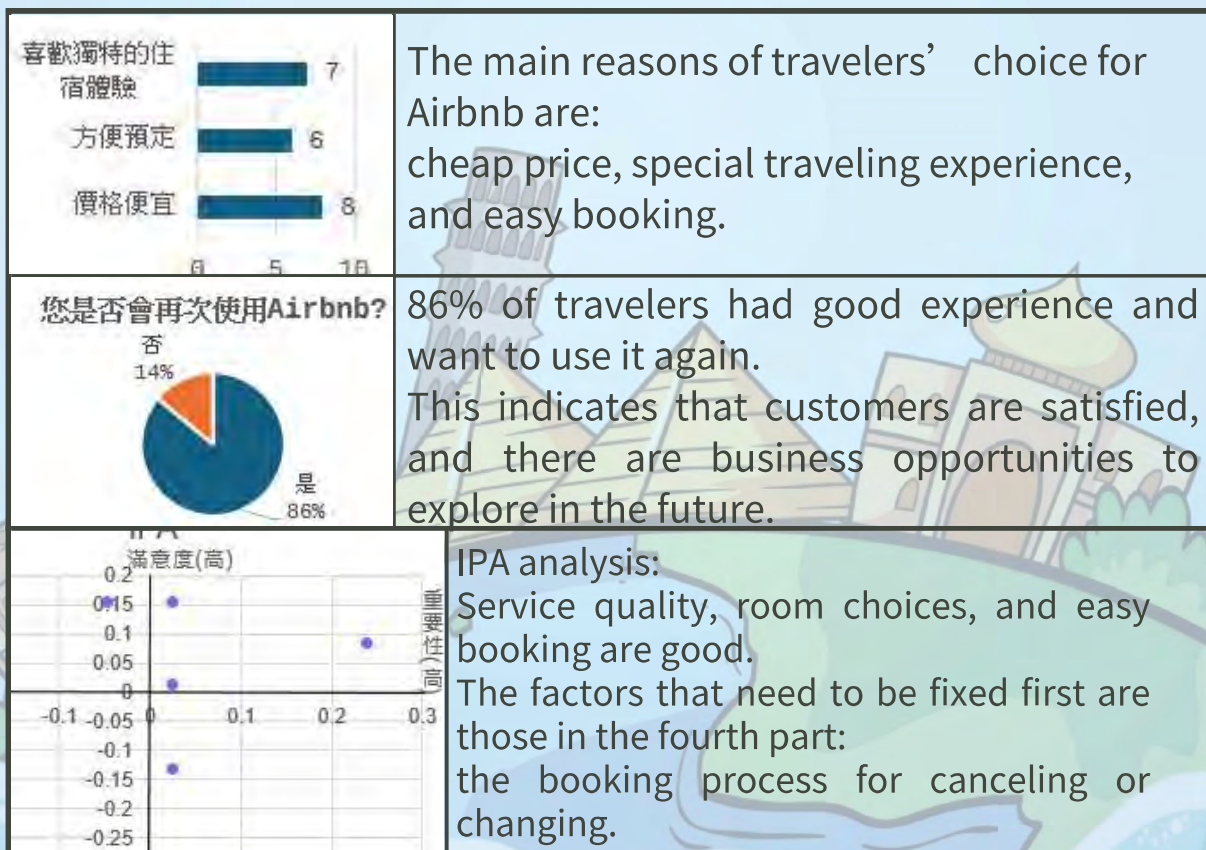 喜歡獨特的住
宿體驗
7
方便預定
6
價格便宜
8
0 5 10
The main reasons of travelers’ choice for
Airbnb are:
cheap price, special traveling experience,
and easy booking.
您是否會再次使用Airbnb?
否
14%
是
86%
86% of travelers had good experience and
want to use it again.
This indicates that customers are satisfied,
and there are business opportunities to
explore in the future.
IPA
滿意度(高)
0.2
0.15
0.1
0.05
0
-0.1 -0.05 0 0.1 0.2 0.3
-0.1
-0.15
-0.2
-0.25
重要性(高)
IPA analysis:
Service quality, room choices, and easy
booking are good.
The factors that need to be fixed first are
those in the fourth part:
the booking process for canceling or
changing.